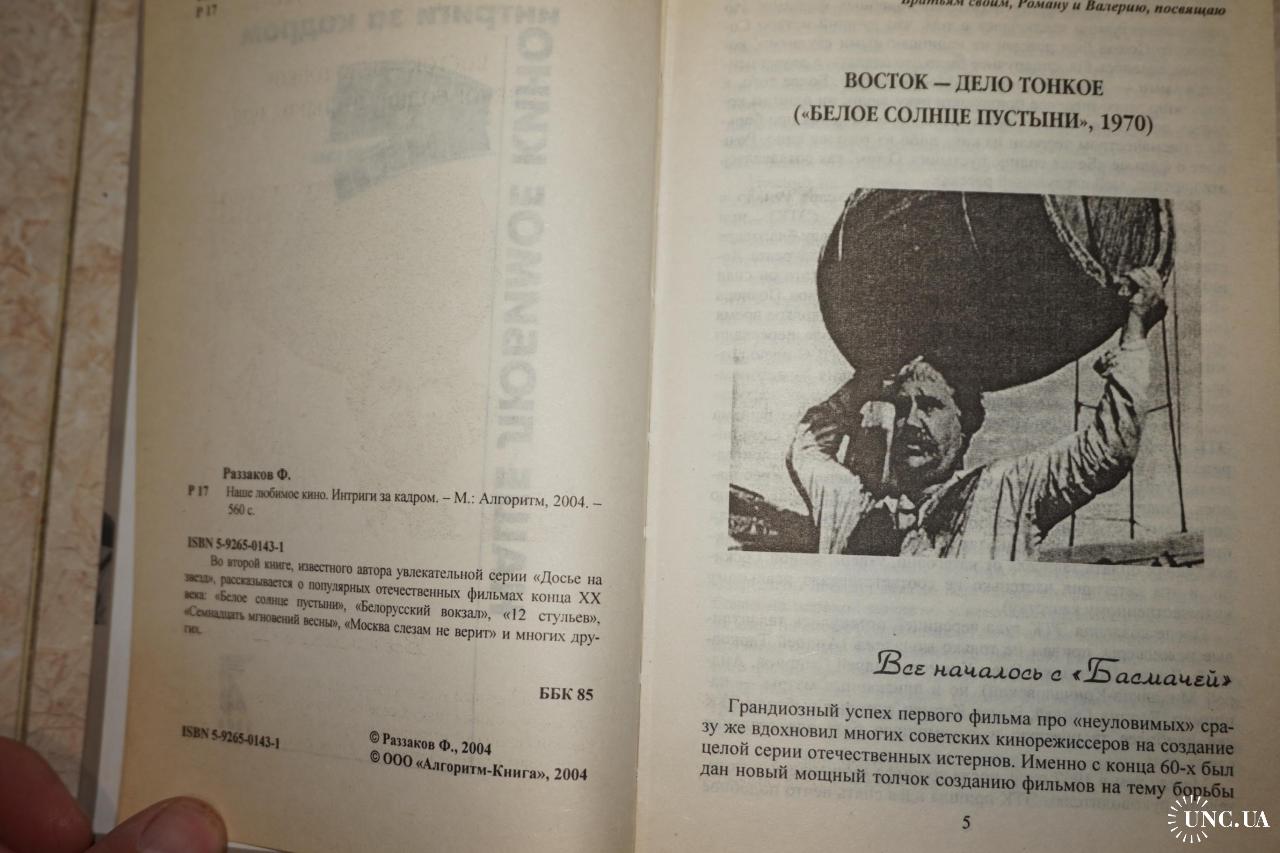 Р 17
Раззаков Ф.
Р 17 Наше любимое кино. Интриги за кадром. – М.: Алгоритм, 2004. –
560 с.
ISBN 5-9265-0143-1
Во второй книге, известного автора увлекательной серии «Досье на
звезд», рассказывается о популярных отечественных фильмах конца XX
века: «Белое солнце пустыни», «Белорусский вокзал», «12 стульев»,
«Семнадцать мгновений весны», «Москва слезам не верит» и многих дру-
гих.
ББК 85
ISBN 5-9265-0143-1
© Раззаков Ф., 2004
© ООО «Алгоритм-Книга», 2004
Братьям своим, Роману и Валерию, посвящаю
ВОСТОК — ДЕЛО ТОНКОЕ
(«БЕЛОЕ СОЛНЦЕ ПУСТЫНИ», 1970)
Все началось с «Басмачей»
Грандиозный успех первого фильма про «неуловимых» сра-
зу же вдохновил многих советских кинорежиссеров на создание
целой серии отечественных истернов. Именно с конца 60-х был
дан новый мощный толчок созданию фильмов на тему борьбы
5
UNC.UA